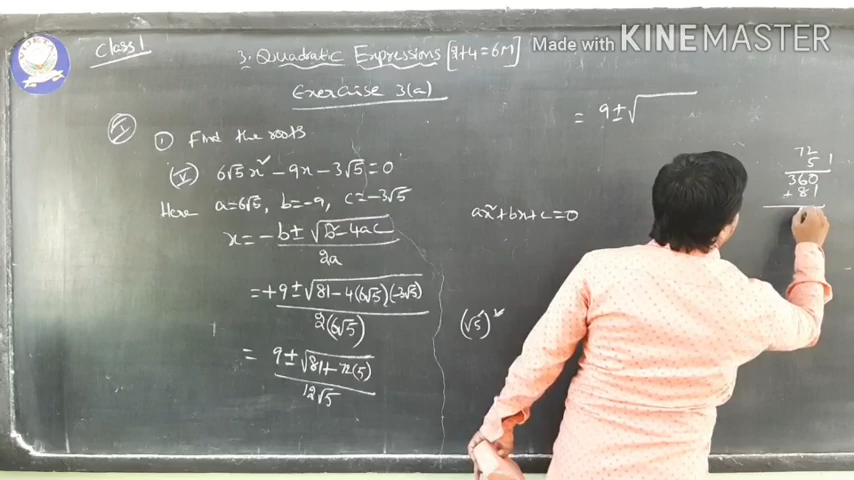 Made with KINEMASTER
Class 1
3. Quadratic Expressions [2+4=6M]
Exercise 3(a)
I
① Find the roots
(V) 6√5x² - 9x - 3√5 = 0
Here a=6√5, b=-9, c=-3√5
x = -b ± √b²-4ac
2a
= +9 ± √81-4(6√5)(-3√5)
2(6√5)
= 9 ± √81+72(5)
12√5
ax²+bx+c=0
(√5)²
= 9±√
72
5 1
360
+81